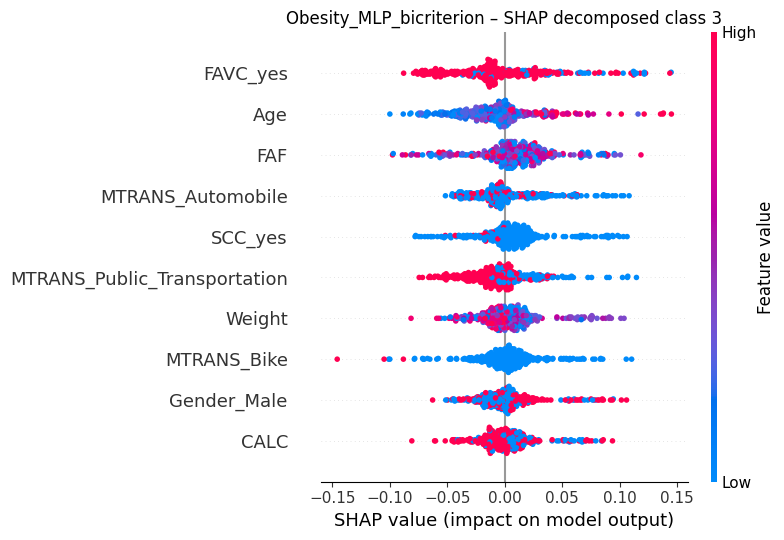 Obesity_MLP_bicriterion – SHAP decomposed class 3
High
FAVC_yes
Age
FAF
MTRANS_Automobile
SCC_yes
MTRANS_Public_Transportation
Weight
MTRANS_Bike
Gender_Male
CALC
Feature value
Low
−0.15 −0.10 −0.05 0.00 0.05 0.10 0.15
SHAP value (impact on model output)